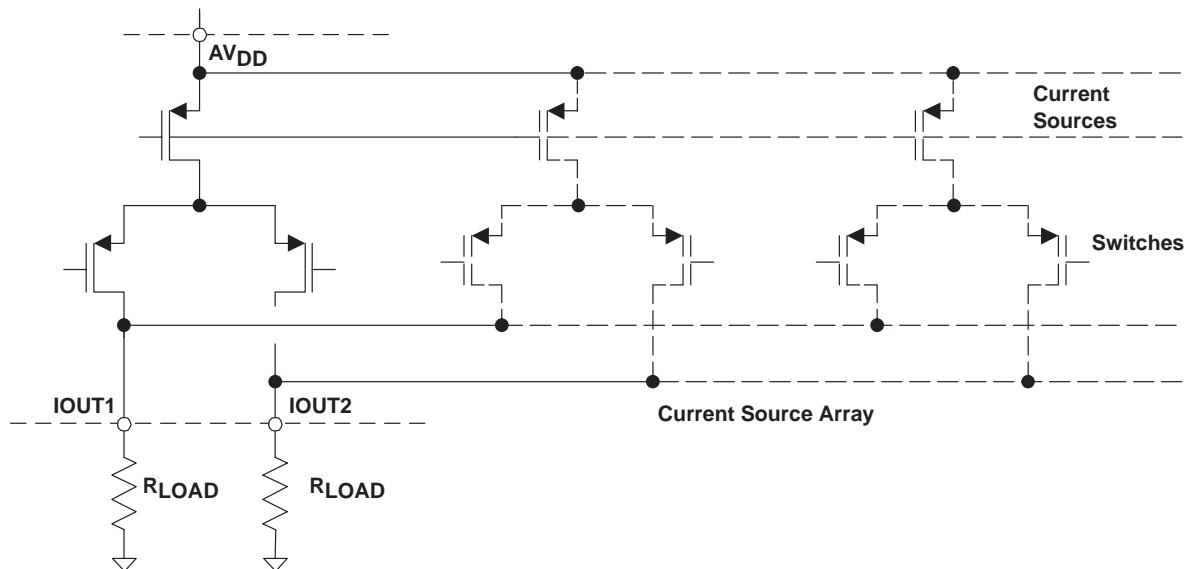 AVDD
Current
Sources
Switches
IOUT1
IOUT2
Current Source Array
RLOAD
RLOAD